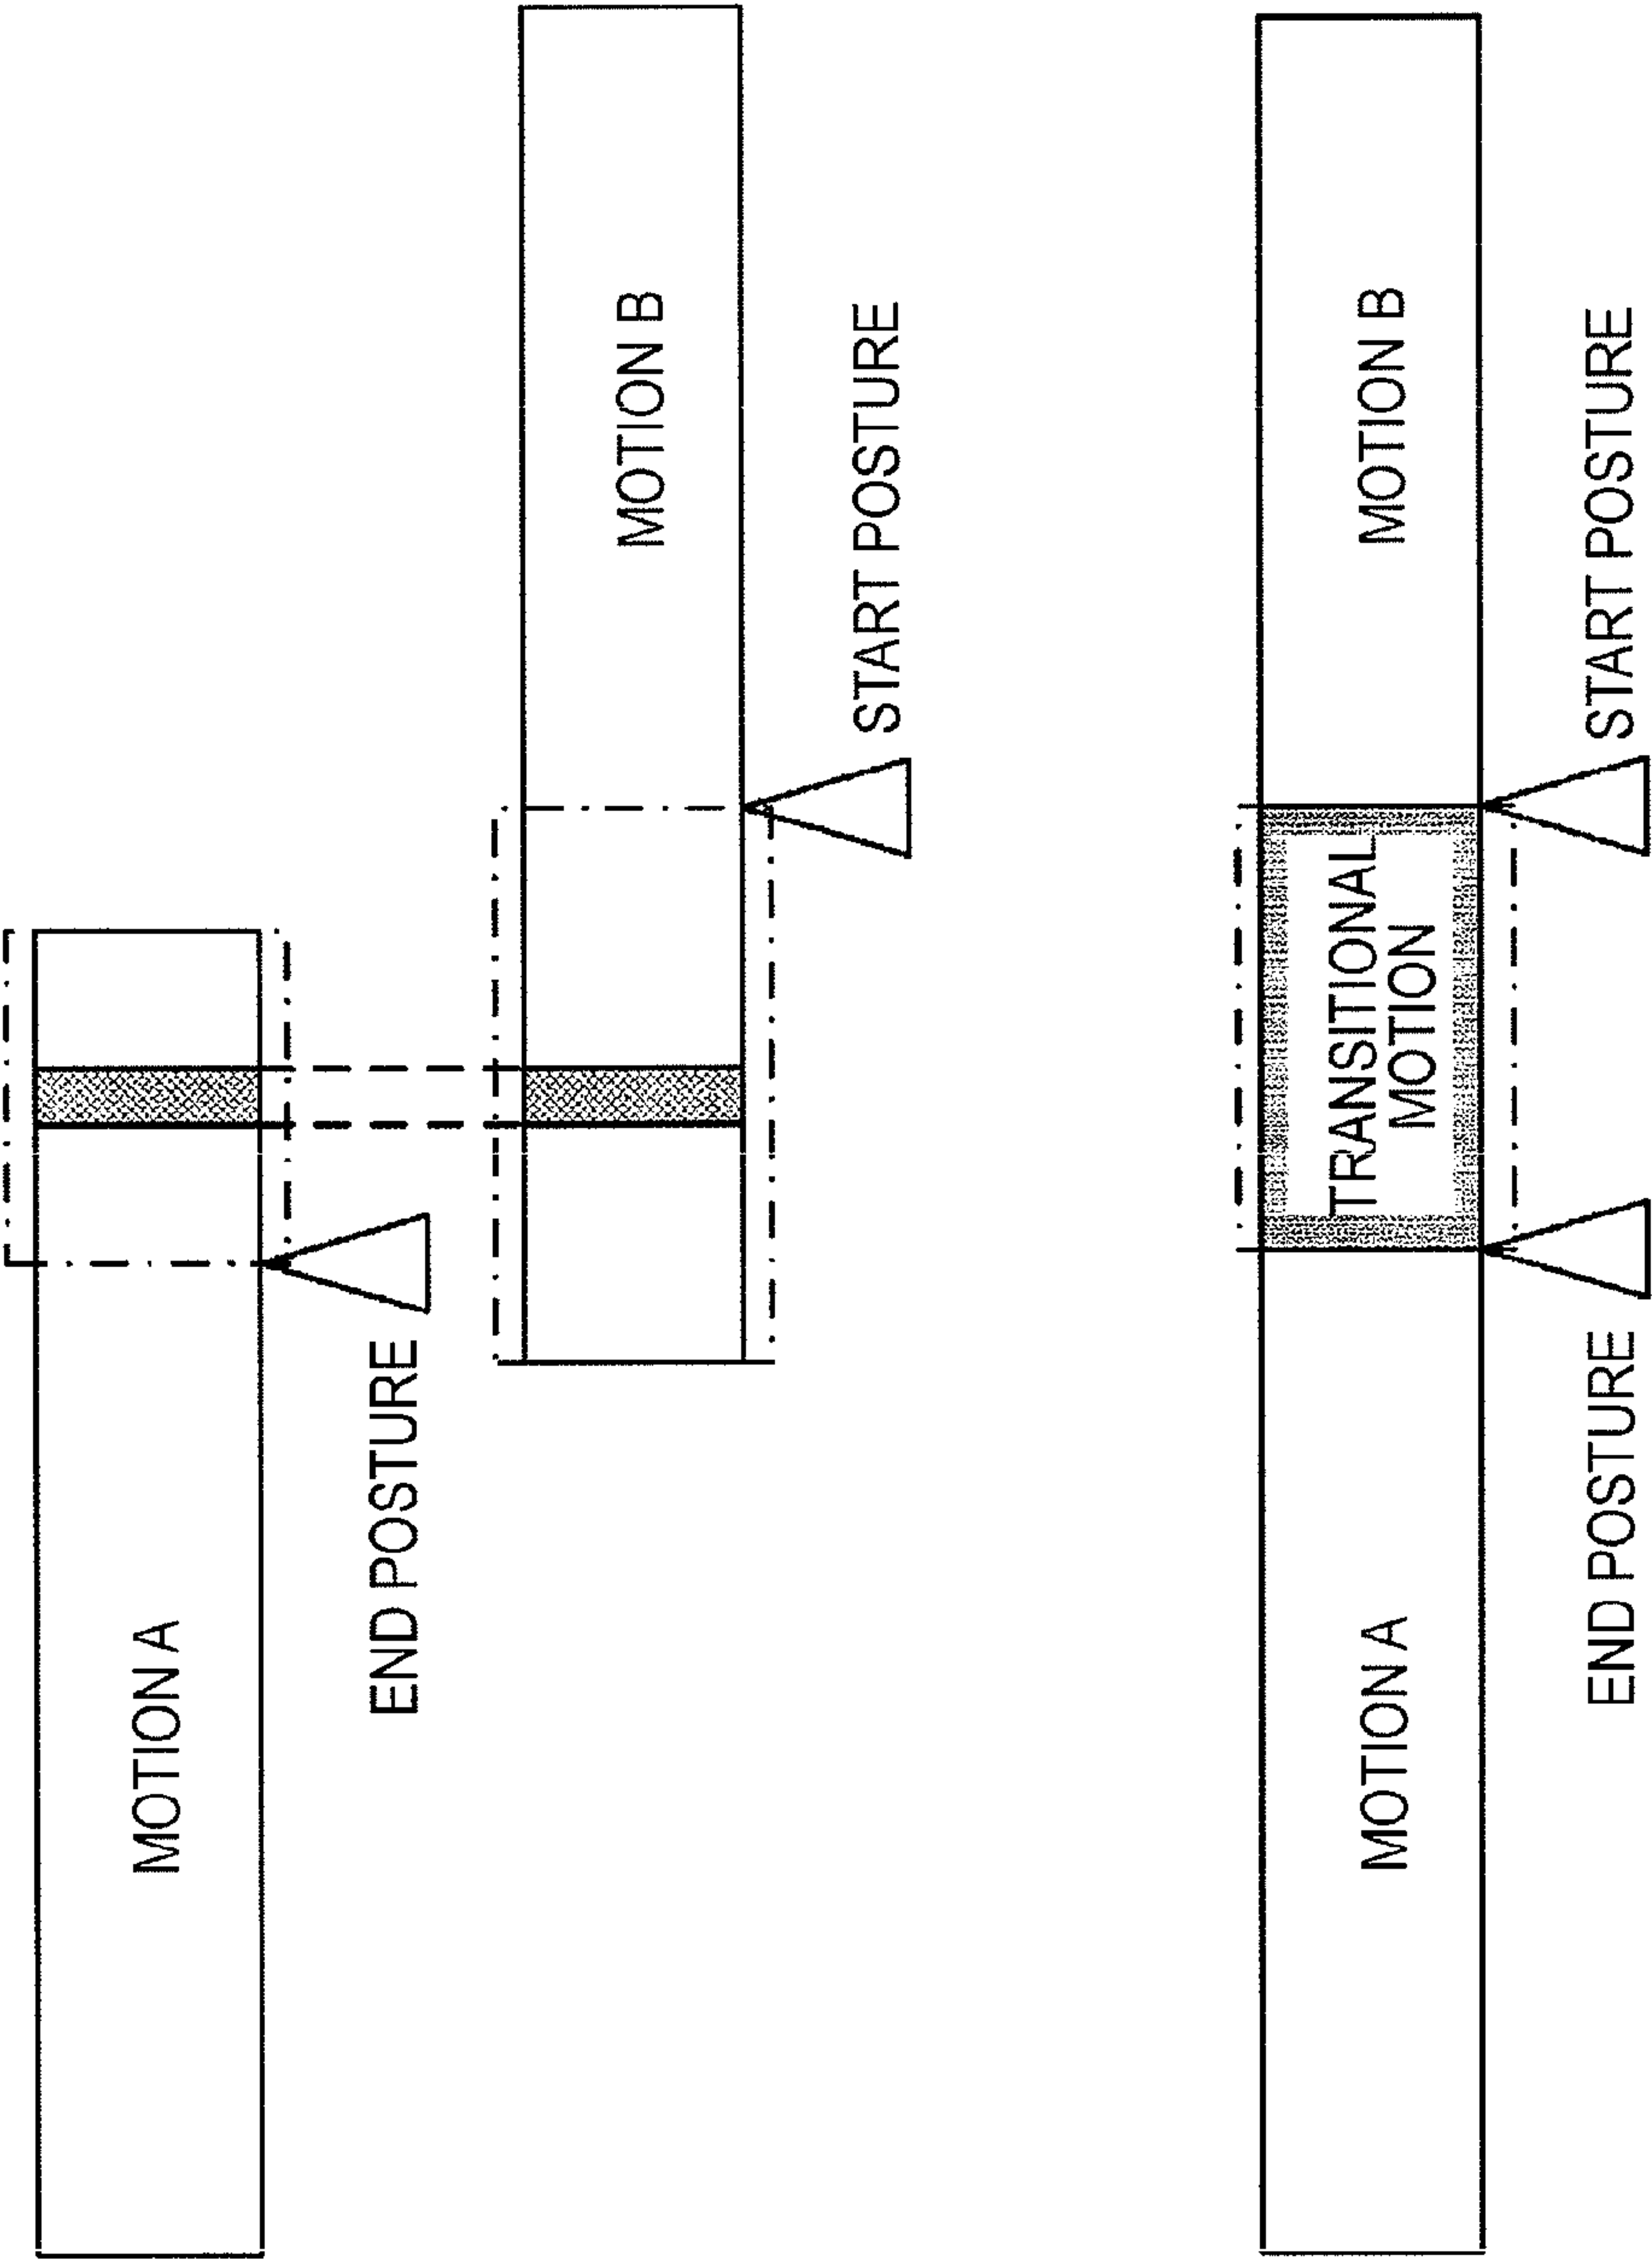 MOTION A
END POSTURE
MOTION B
START POSTURE
MOTION A
TRANSITIONAL
MOTION
MOTION B
END POSTURE
START POSTURE